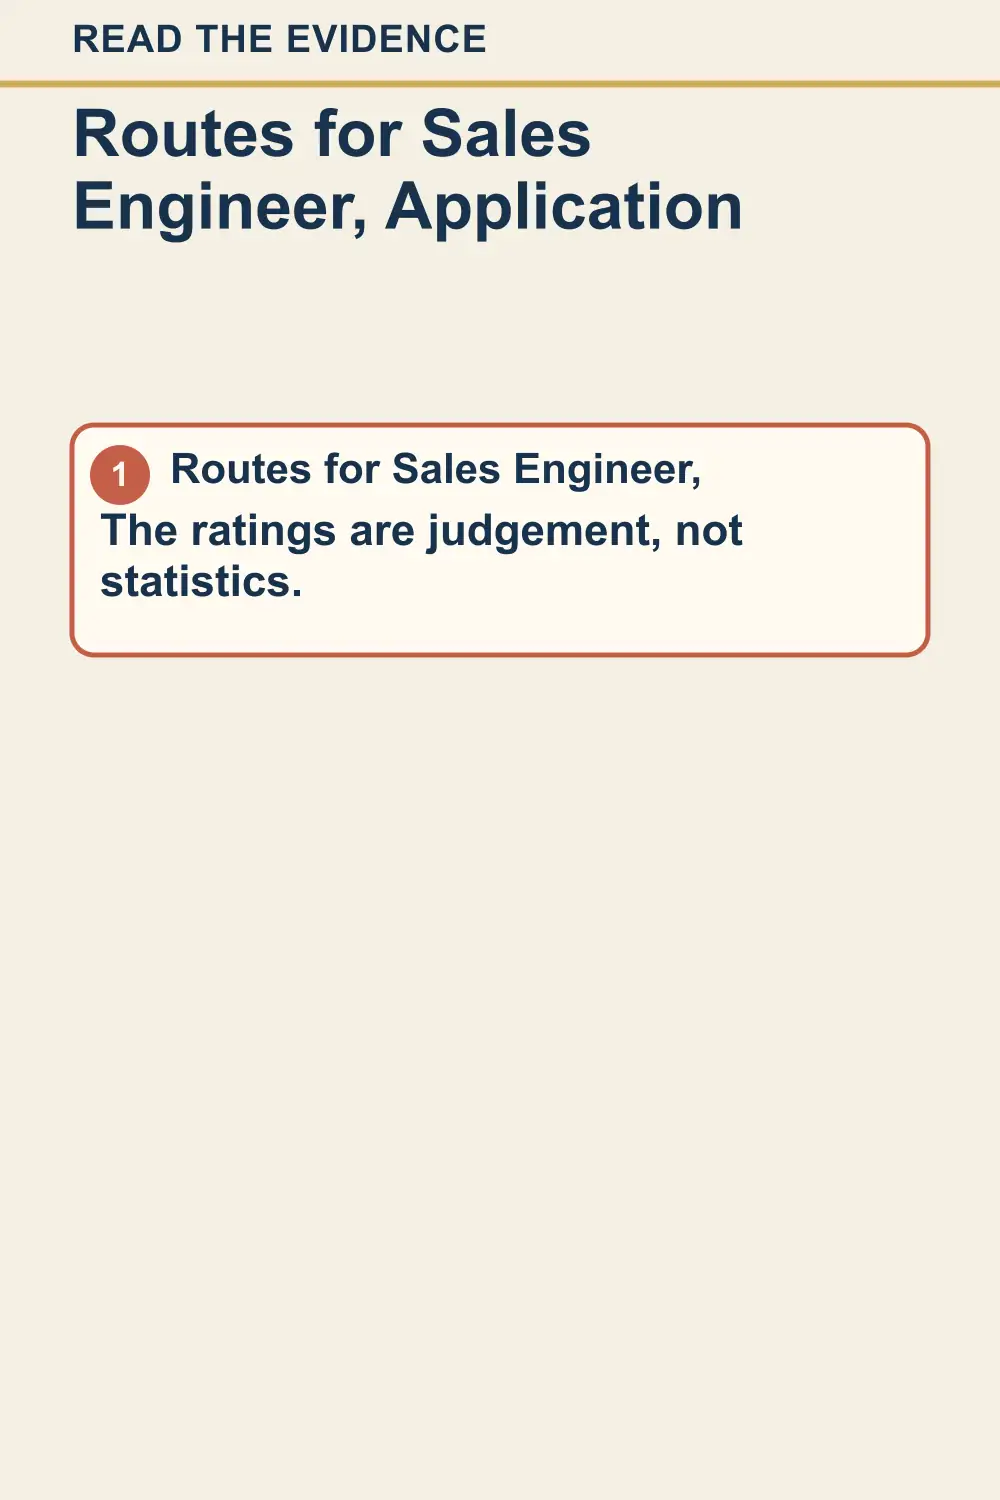 READ THE EVIDENCE
Routes for Sales
Engineer, Application
1 Routes for Sales Engineer,
The ratings are judgement, not
statistics.